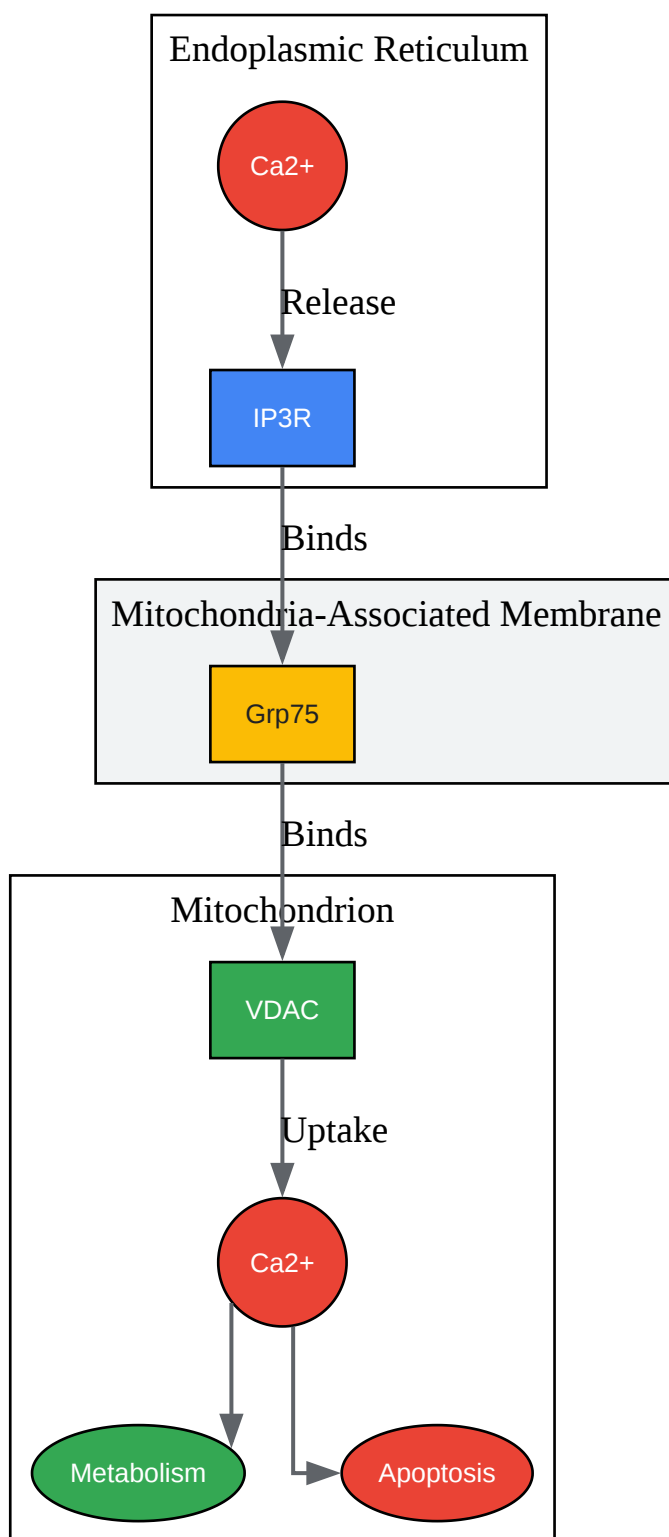 Endoplasmic Reticulum
Ca2+
Release
IP3R
Binds
Mitochondria-Associated Membrane
Grp75
Binds
Mitochondrion
VDAC
Uptake
Ca2+
Metabolism
Apoptosis